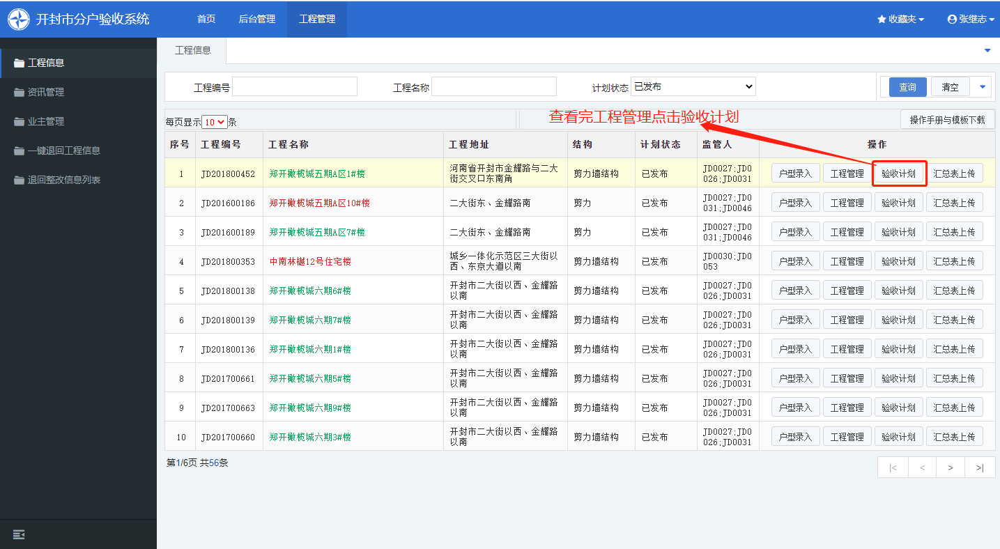 开封市分户验收系统 首页 后台管理 工程管理 收藏夹 张继志
工程信息
资讯管理
业主管理
一键退回工程信息
退回整改信息列表
工程信息
工程编号 工程名称 计划状态 已发布 查询 清空
每页显示 10 条 查看完工程管理点击验收计划 操作手册与模板下载
序号 工程编号 工程名称 工程地址 结构 计划状态 监管人 操作
1 JD201800452 郑开橄榄城五期A区1#楼 河南省开封市金耀路与二大
街交叉口东南角 剪力墙结构 已发布 JD0027;JD0
026;JD0031 户型录入 工程管理 验收计划 汇总表上传
2 JD201600186 郑开橄榄城五期A区10#楼 二大街东、金耀路南 剪力 已发布 JD0027;JD0
031;JD0046 户型录入 工程管理 验收计划 汇总表上传
3 JD201600189 郑开橄榄城五期A区7#楼 二大街东、金耀路南 剪力 已发布 JD0027;JD0
031;JD0046 户型录入 工程管理 验收计划 汇总表上传
4 JD201800353 中南林樾12号住宅楼 城乡一体化示范区三大街以
西、东京大道以南 剪力墙结构 已发布 JD0030;JD0
053 户型录入 工程管理 验收计划 汇总表上传
5 JD201800138 郑开橄榄城六期6#楼 开封市二大街以西、金耀路
以南 剪力墙结构 已发布 JD0027;JD0
026;JD0031 户型录入 工程管理 验收计划 汇总表上传
6 JD201800139 郑开橄榄城六期7#楼 开封市二大街以西、金耀路
以南 剪力墙结构 已发布 JD0027;JD0
026;JD0031 户型录入 工程管理 验收计划 汇总表上传
7 JD201800136 郑开橄榄城六期1#楼 开封市二大街以西、金耀路
以南 剪力墙结构 已发布 JD0027;JD0
026;JD0031 户型录入 工程管理 验收计划 汇总表上传
8 JD201700661 郑开橄榄城六期5#楼 开封市二大街以西、金耀路
以南 剪力墙结构 已发布 JD0027;JD0
026;JD0031 户型录入 工程管理 验收计划 汇总表上传
9 JD201700663 郑开橄榄城六期9#楼 开封市二大街以西、金耀路
以南 剪力墙结构 已发布 JD0027;JD0
026;JD0031 户型录入 工程管理 验收计划 汇总表上传
10 JD201700660 郑开橄榄城六期3#楼 开封市二大街以西、金耀路
以南 剪力墙结构 已发布 JD0027;JD0
026;JD0031 户型录入 工程管理 验收计划 汇总表上传
第1/6页 共56条 |< < > >|